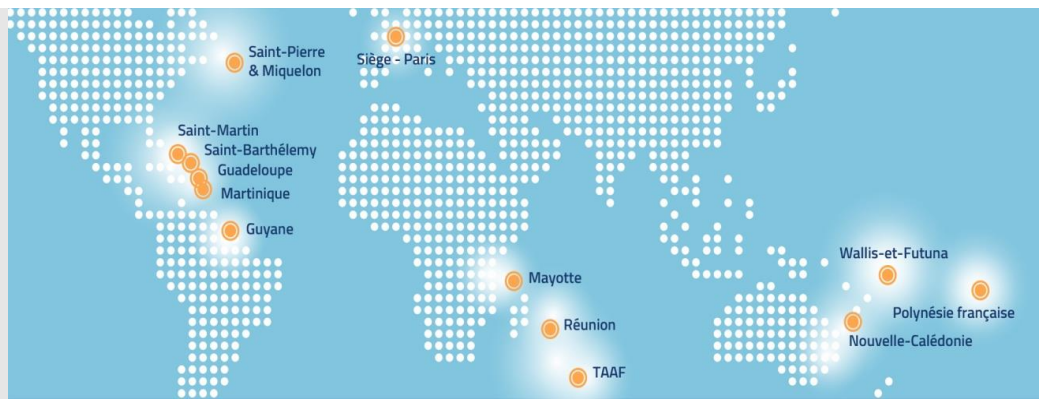 Saint-Pierre
& Miquelon
Siège - Paris
Saint-Martin
Saint-Barthélemy
Guadeloupe
Martinique
Guyane
Mayotte
Réunion
TAAF
Wallis-et-Futuna
Polynésie française
Nouvelle-Calédonie